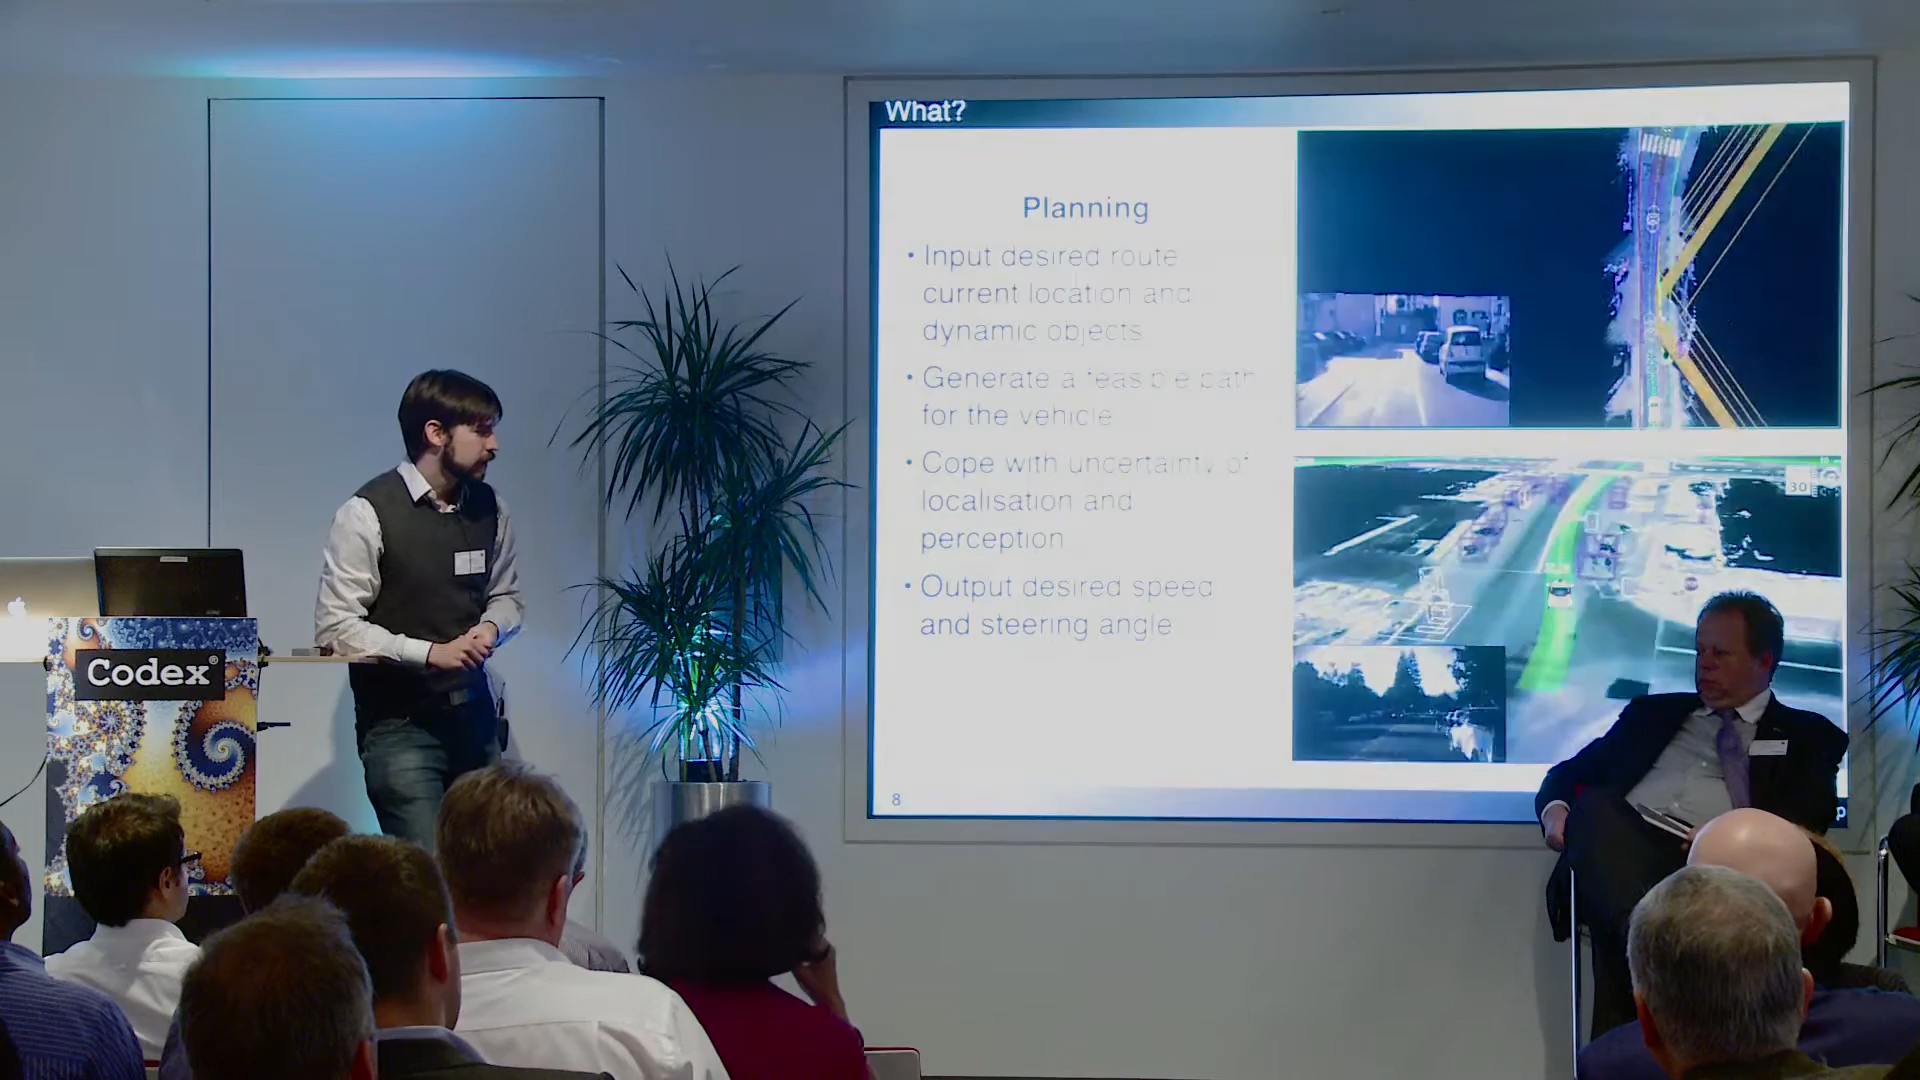 What?
Planning
• Input desired route
current location and
dynamic objects
• Generate a feasible path
for the vehicle
• Cope with uncertainty of
localisation and
perception
• Output desired speed
and steering angle
30
8
Codex®